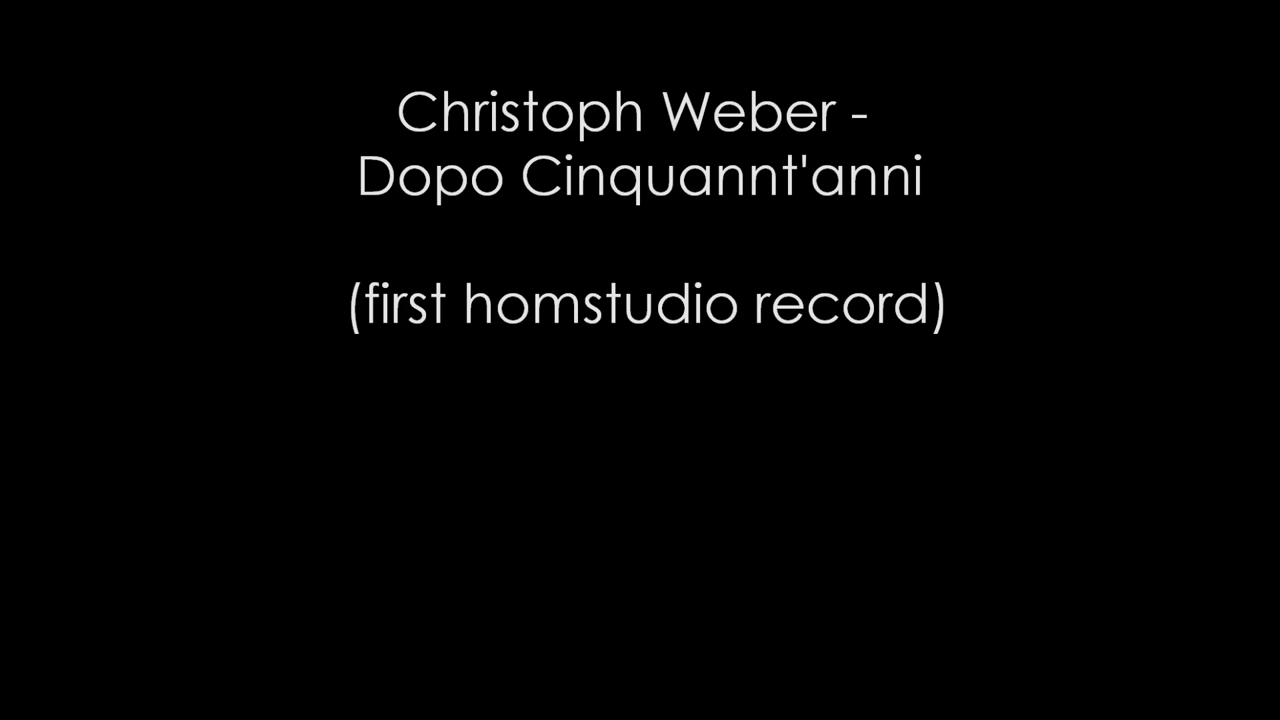 Christoph Weber -
Dopo Cinquannt'anni
(first homstudio record)